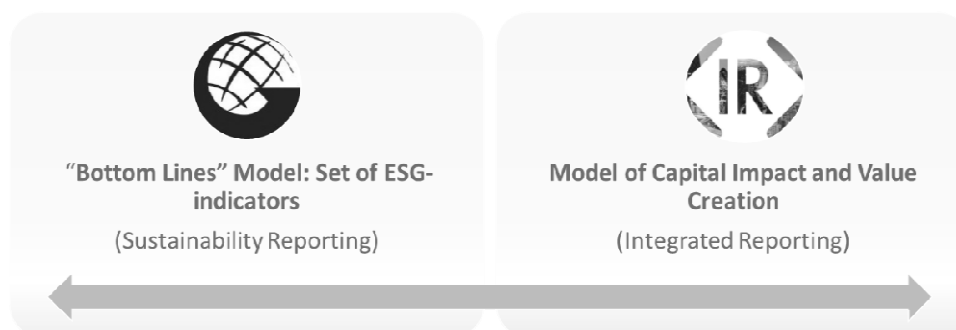 “Bottom Lines” Model: Set of ESG-
indicators
(Sustainability Reporting)
IR
Model of Capital Impact and Value
Creation
(Integrated Reporting)